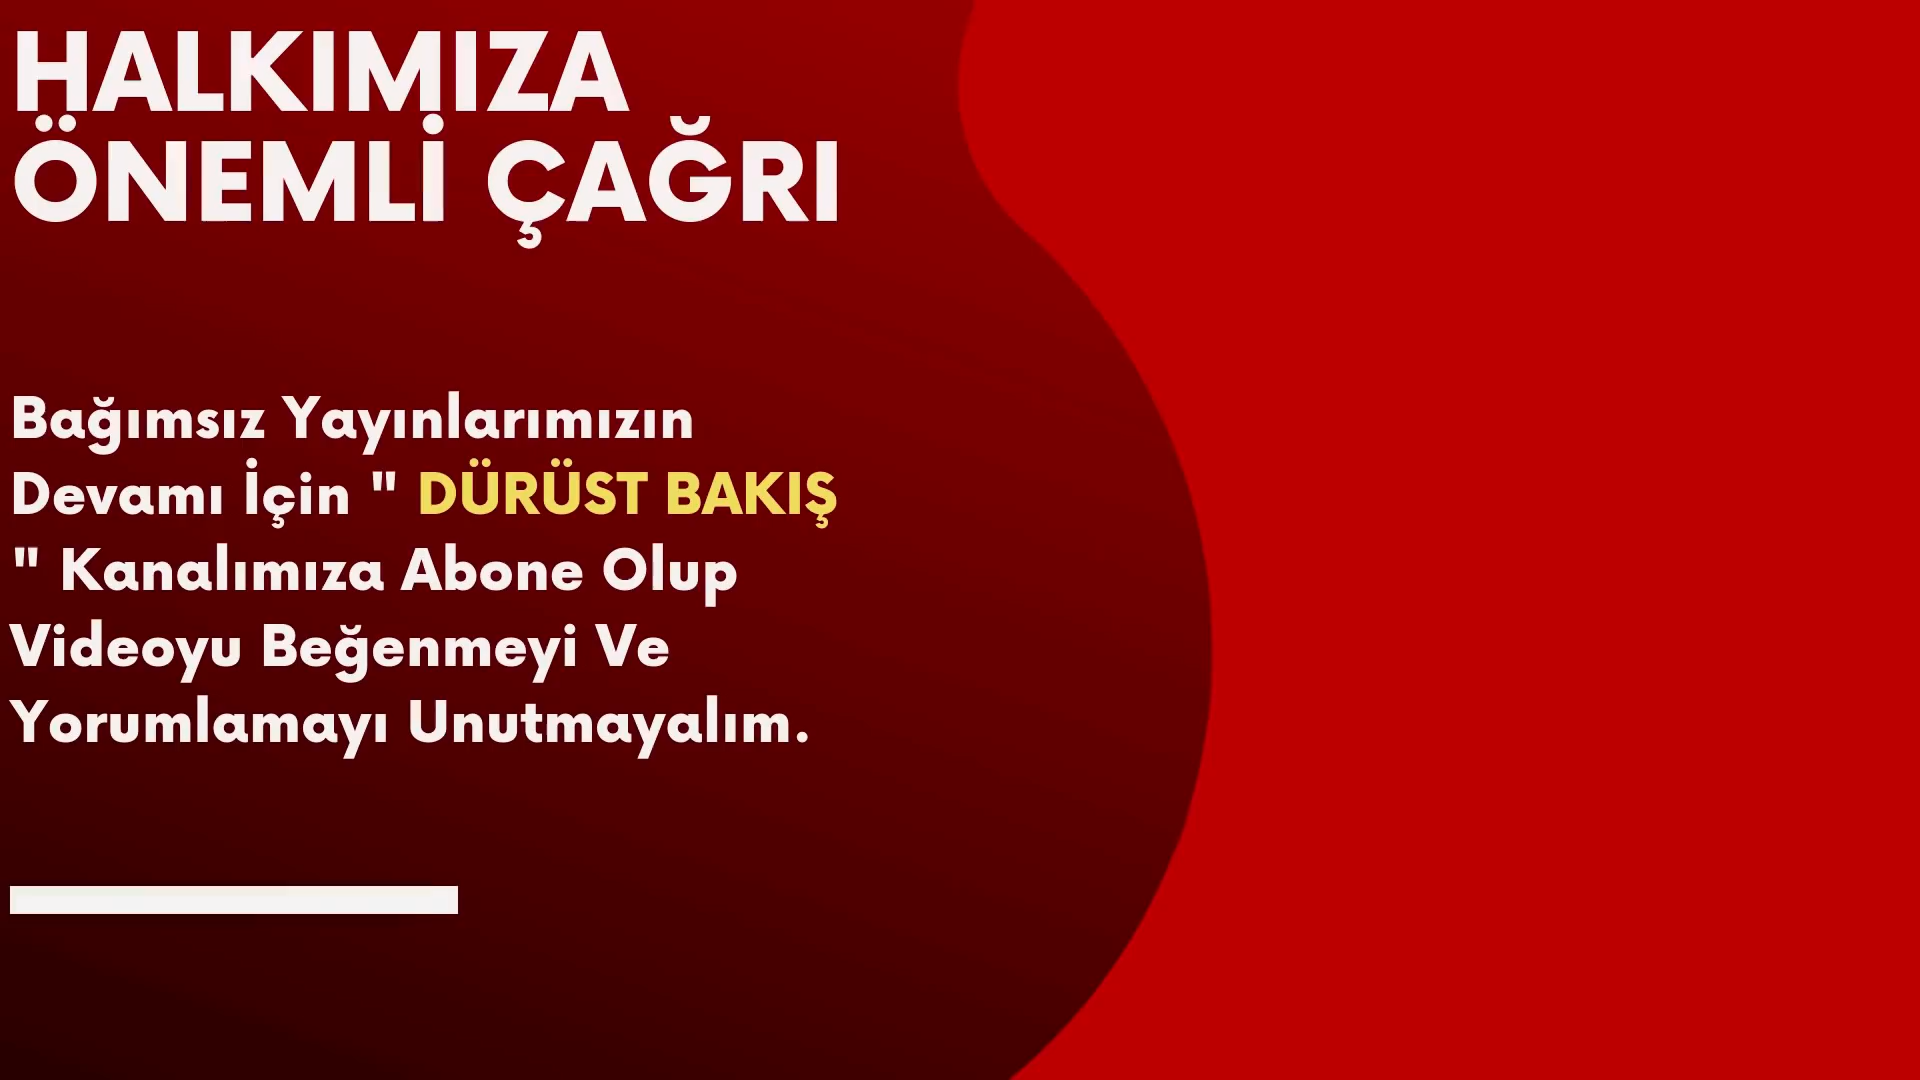 HALKIMIZA
ÖNEMLİ ÇAĞRI
Bağımsız Yayınlarımızın
Devamı İçin " DÜRÜST BAKIŞ
" Kanalımıza Abone Olup
Videoyu Beğenmeyi Ve
Yorumlamayı Unutmayalım.